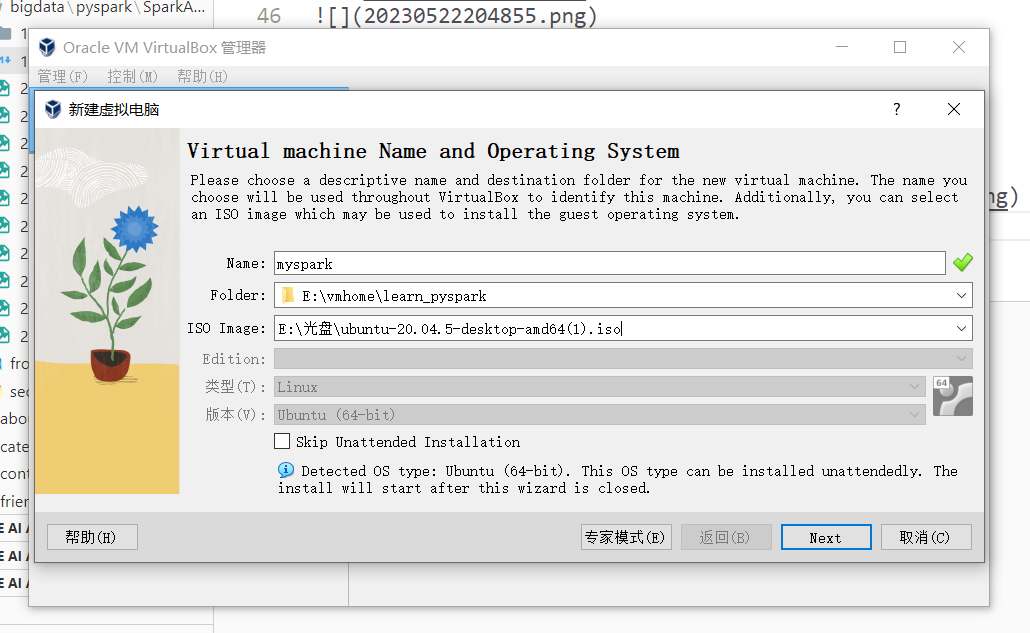 bigdata\pyspark\SparkA...
46 ![](20230522204855.png)
Oracle VM VirtualBox 管理器
管理(F) 控制(M) 帮助(H)
新建虚拟电脑
?
Virtual machine Name and Operating System
Please choose a descriptive name and destination folder for the new virtual machine. The name you
choose will be used throughout VirtualBox to identify this machine. Additionally, you can select
an ISO image which may be used to install the guest operating system.
ng)
Name: myspark
Folder: E:\vmhome\learn_pyspark
ISO Image: E:\光盘\ubuntu-20.04.5-desktop-amd64(1).iso
Edition:
类型(T): Linux
64
版本(V): Ubuntu (64-bit)
Skip Unattended Installation
Detected OS type: Ubuntu (64-bit). This OS type can be installed unattendedly. The
install will start after this wizard is closed.
帮助(H) 专家模式(E) 返回(B) Next 取消(C)
1
1
2
2
2
2
2
2
2
2
2
2
fro
sec
abou
cate
cont
frien
E AI A
E AI A
E AI A